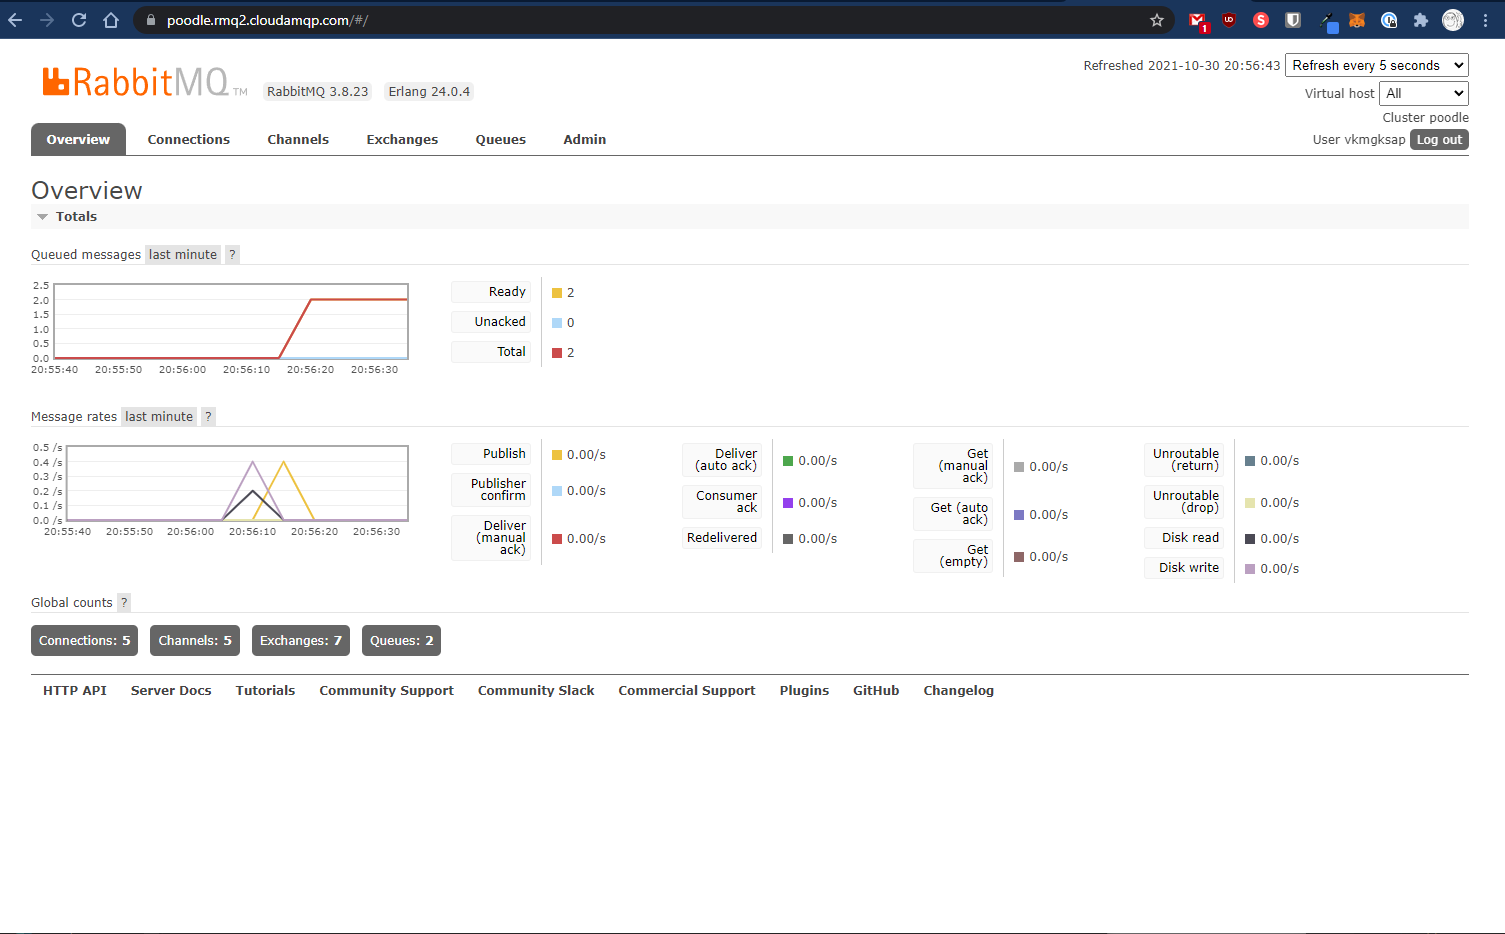 poodle.rmq2.cloudamqp.com/#/
1
UD
S
RabbitMQ TM
RabbitMQ 3.8.23
Erlang 24.0.4
Refreshed 2021-10-30 20:56:43
Refresh every 5 seconds
Virtual host
All
Cluster poodle
User vkmgksap
Log out
Overview
Connections
Channels
Exchanges
Queues
Admin
Overview
Totals
Queued messages last minute ?
2.5
2.0
1.5
1.0
0.5
0.0
20:55:40 20:55:50 20:56:00 20:56:10 20:56:20 20:56:30
Ready 2
Unacked 0
Total 2
Message rates last minute ?
0.5 /s
0.4 /s
0.3 /s
0.2 /s
0.1 /s
0.0 /s
20:55:40 20:55:50 20:56:00 20:56:10 20:56:20 20:56:30
Publish 0.00/s
Publisher
confirm 0.00/s
Deliver
(manual
ack) 0.00/s
Deliver
(auto ack) 0.00/s
Consumer
ack 0.00/s
Redelivered 0.00/s
Get
(manual
ack) 0.00/s
Get (auto
ack) 0.00/s
Get
(empty) 0.00/s
Unroutable
(return) 0.00/s
Unroutable
(drop) 0.00/s
Disk read 0.00/s
Disk write 0.00/s
Global counts ?
Connections: 5
Channels: 5
Exchanges: 7
Queues: 2
HTTP API
Server Docs
Tutorials
Community Support
Community Slack
Commercial Support
Plugins
GitHub
Changelog